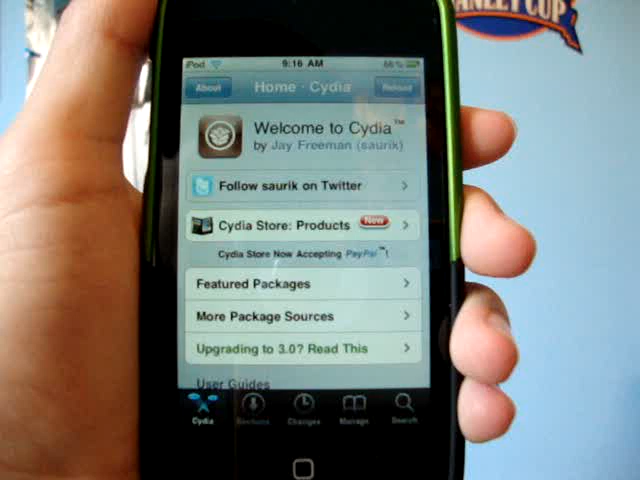 STANLEY CUP
iPod 9:16 AM 66%
About Home · Cydia Reload
Welcome to Cydia™
by Jay Freeman (saurik)
Follow saurik on Twitter
Cydia Store: Products New
Cydia Store Now Accepting PayPal™!
Featured Packages
More Package Sources
Upgrading to 3.0? Read This
User Guides
Cydia Sections Changes Manage Search